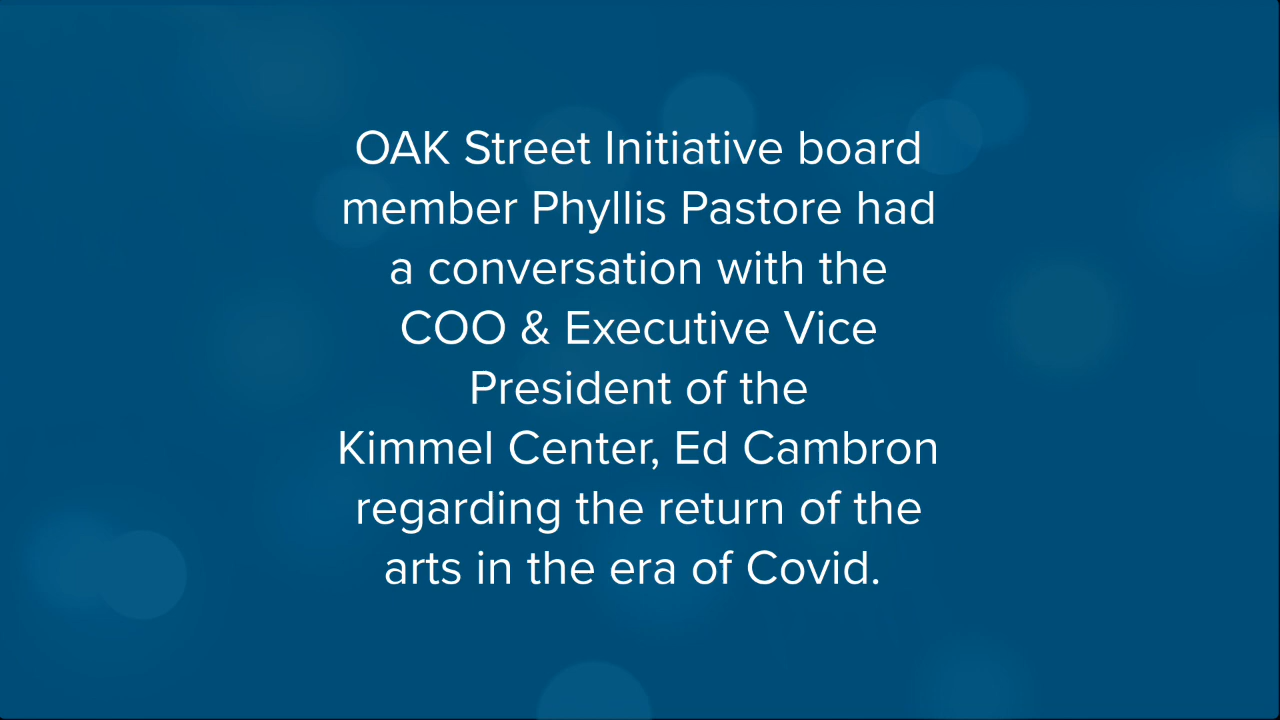 OAK Street Initiative board
member Phyllis Pastore had
a conversation with the
COO & Executive Vice
President of the
Kimmel Center, Ed Cambron
regarding the return of the
arts in the era of Covid.